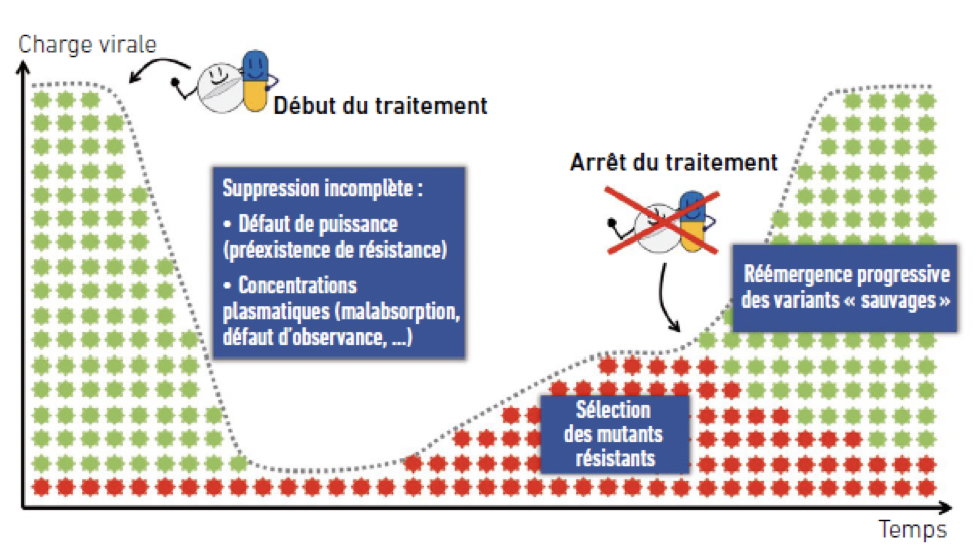 Charge virale
Début du traitement
Suppression incomplète :
• Défaut de puissance
(préexistence de résistance)
• Concentrations
plasmatiques (malabsorption,
défaut d'observance, ...)
Arrêt du traitement
Réémergence progressive
des variants « sauvages »
Sélection
des mutants
résistants
Temps